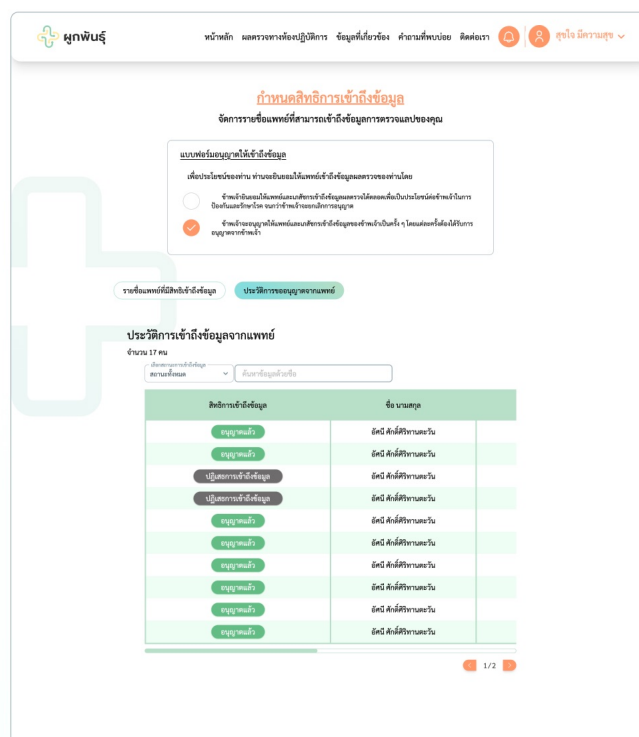 ผูกพันธุ์
หน้าหลัก ผลตรวจทางห้องปฏิบัติการ ข้อมูลที่เกี่ยวข้อง คำถามที่พบบ่อย ติดต่อเรา
สุขใจ มีความสุข
กำหนดสิทธิการเข้าถึงข้อมูล
จัดการรายชื่อแพทย์ที่สามารถเข้าถึงข้อมูลการตรวจแลปของคุณ
แบบฟอร์มอนุญาตให้เข้าถึงข้อมูล
เพื่อประโยชน์ของท่าน ท่านจะยินยอมให้แพทย์เข้าถึงข้อมูลผลตรวจของท่านโดย
ข้าพเจ้ายินยอมให้แพทย์และเภสัชกรเข้าถึงข้อมูลผลตรวจได้ตลอดเพื่อเป็นประโยชน์ต่อข้าพเจ้าในการ
ป้องกันและรักษาโรค จนกว่าข้าพเจ้าจะยกเลิกการอนุญาต
ข้าพเจ้าจะอนุญาตให้แพทย์และเภสัชกรเข้าถึงข้อมูลของข้าพเจ้าเป็นครั้ง ๆ โดยแต่ละครั้งต้องได้รับการ
อนุญาตจากข้าพเจ้า
รายชื่อแพทย์ที่มีสิทธิเข้าถึงข้อมูล ประวัติการขออนุญาตจากแพทย์
ประวัติการเข้าถึงข้อมูลจากแพทย์
จำนวน 17 คน
เลือกสถานะการเข้าถึงข้อมูล
สถานะทั้งหมด ค้นหาข้อมูลด้วยชื่อ
สิทธิการเข้าถึงข้อมูล ชื่อ นามสกุล
อนุญาตแล้ว อัศนี ศักดิ์ศิริทานตะวัน
อนุญาตแล้ว อัศนี ศักดิ์ศิริทานตะวัน
ปฏิเสธการเข้าถึงข้อมูล อัศนี ศักดิ์ศิริทานตะวัน
ปฏิเสธการเข้าถึงข้อมูล อัศนี ศักดิ์ศิริทานตะวัน
อนุญาตแล้ว อัศนี ศักดิ์ศิริทานตะวัน
อนุญาตแล้ว อัศนี ศักดิ์ศิริทานตะวัน
อนุญาตแล้ว อัศนี ศักดิ์ศิริทานตะวัน
อนุญาตแล้ว อัศนี ศักดิ์ศิริทานตะวัน
อนุญาตแล้ว อัศนี ศักดิ์ศิริทานตะวัน
อนุญาตแล้ว อัศนี ศักดิ์ศิริทานตะวัน
1/2